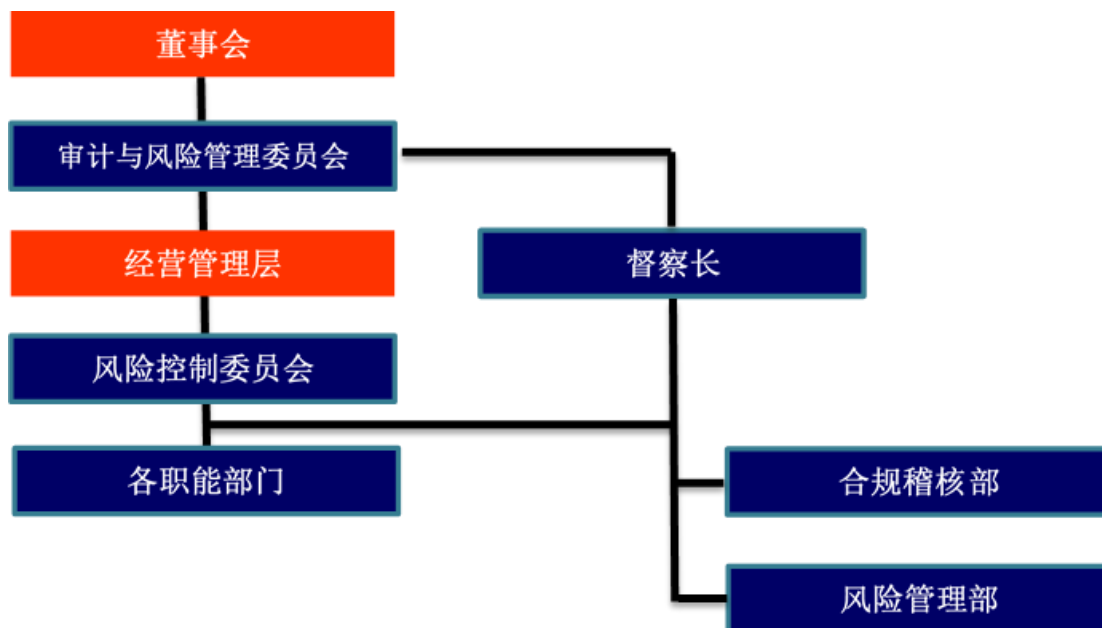 董事会
审计与风险管理委员会
经营管理层
督察长
风险控制委员会
各职能部门
合规稽核部
风险管理部